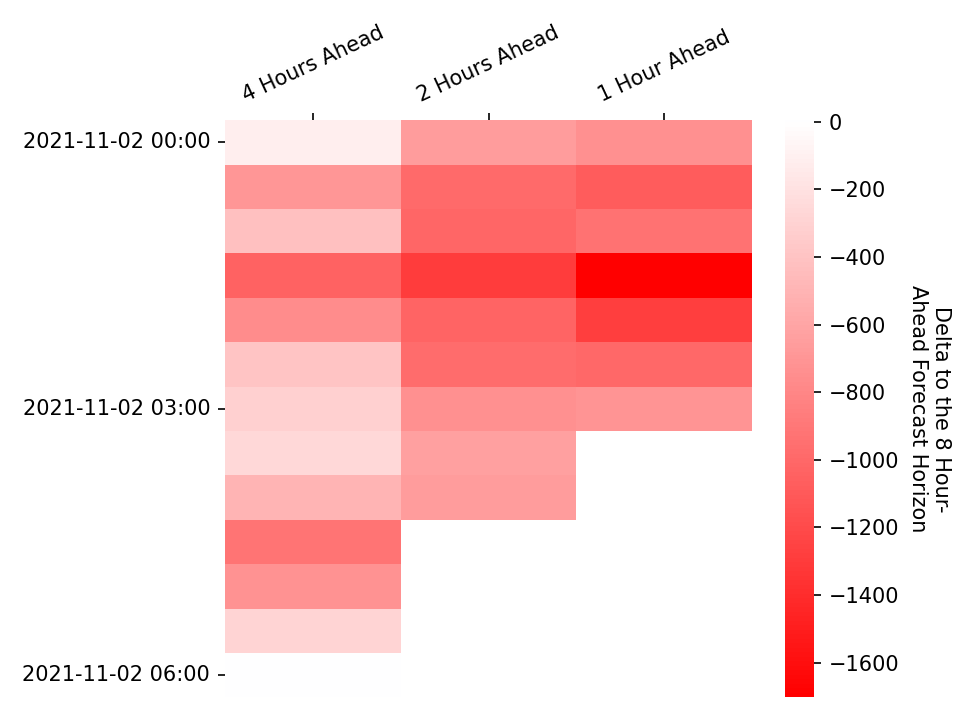 4 Hours Ahead
2 Hours Ahead
1 Hour Ahead
2021-11-02 00:00
2021-11-02 03:00
2021-11-02 06:00
0
−200
−400
−600
−800
−1000
−1200
−1400
−1600
Delta to the 8 Hour-
Ahead Forecast Horizon